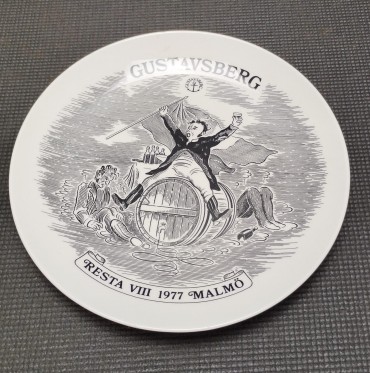 GUSTAVSBERG
RESTA VIII 1977 MALMÖ